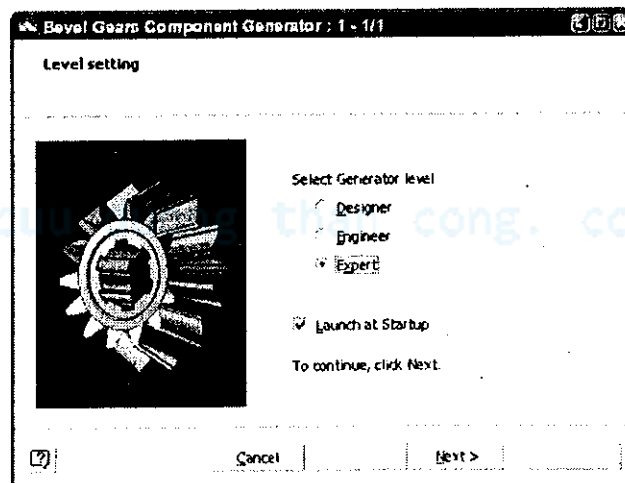 Bevel Gears Component Generator : 1 - 1/1
Level setting
Select Generator level
Designer
Engineer
Expert
Launch at Startup
To continue, click Next.
Cancel
Next >